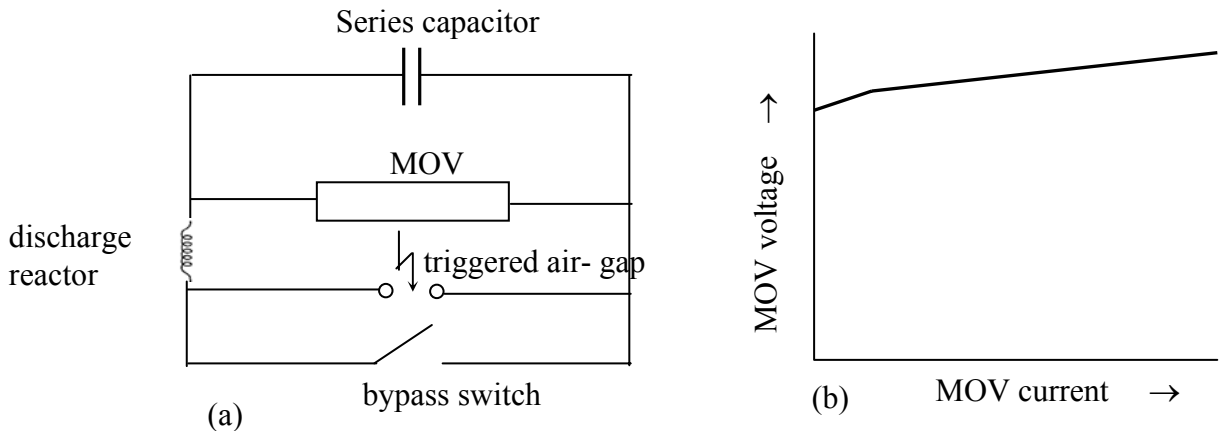 Series capacitor
MOV
discharge
reactor
triggered air- gap
bypass switch
(a)
MOV voltage →
MOV current →
(b)